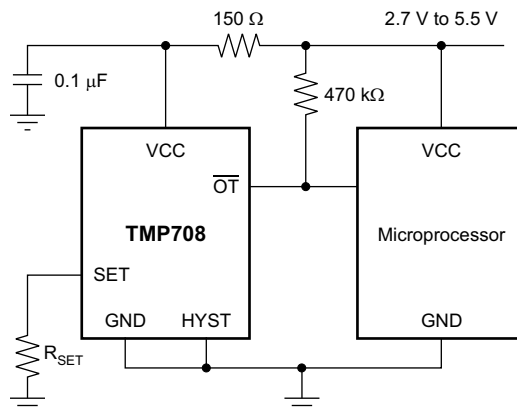 150 Ω
2.7 V to 5.5 V
0.1 μF
470 kΩ
VCC
VCC
O̅T̅
TMP708
Microprocessor
SET
GND
HYST
GND
RSET